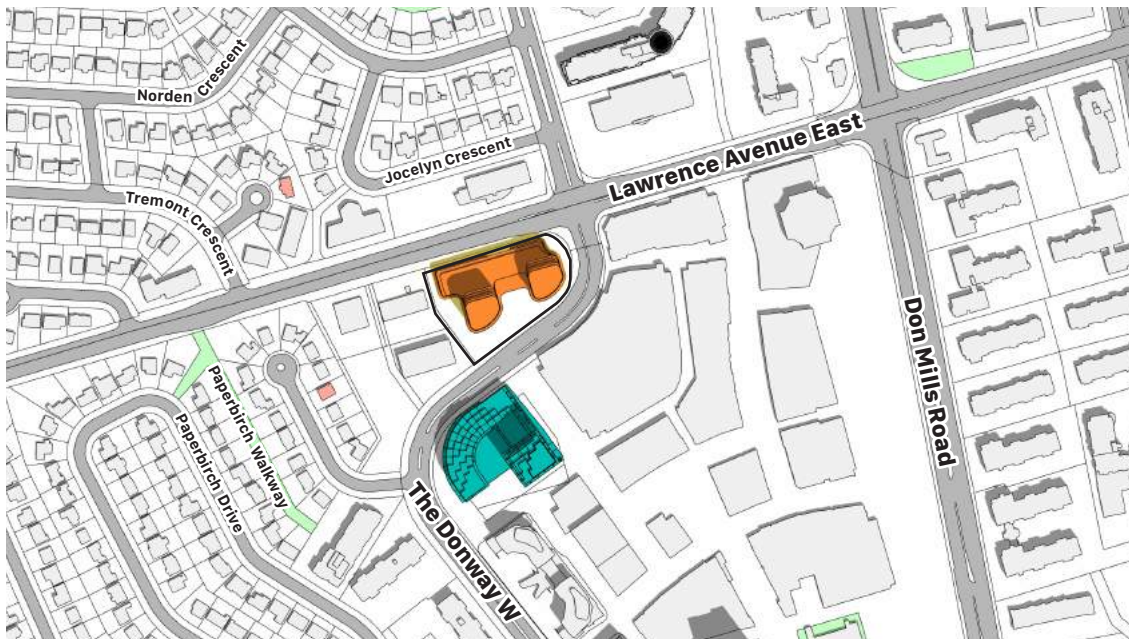 Norden Crescent
Jocelyn Crescent
Lawrence Avenue East
Tremont Crescent
Don Mills Road
Paperbirch Walkway
Paperbirch Drive
The Donway W